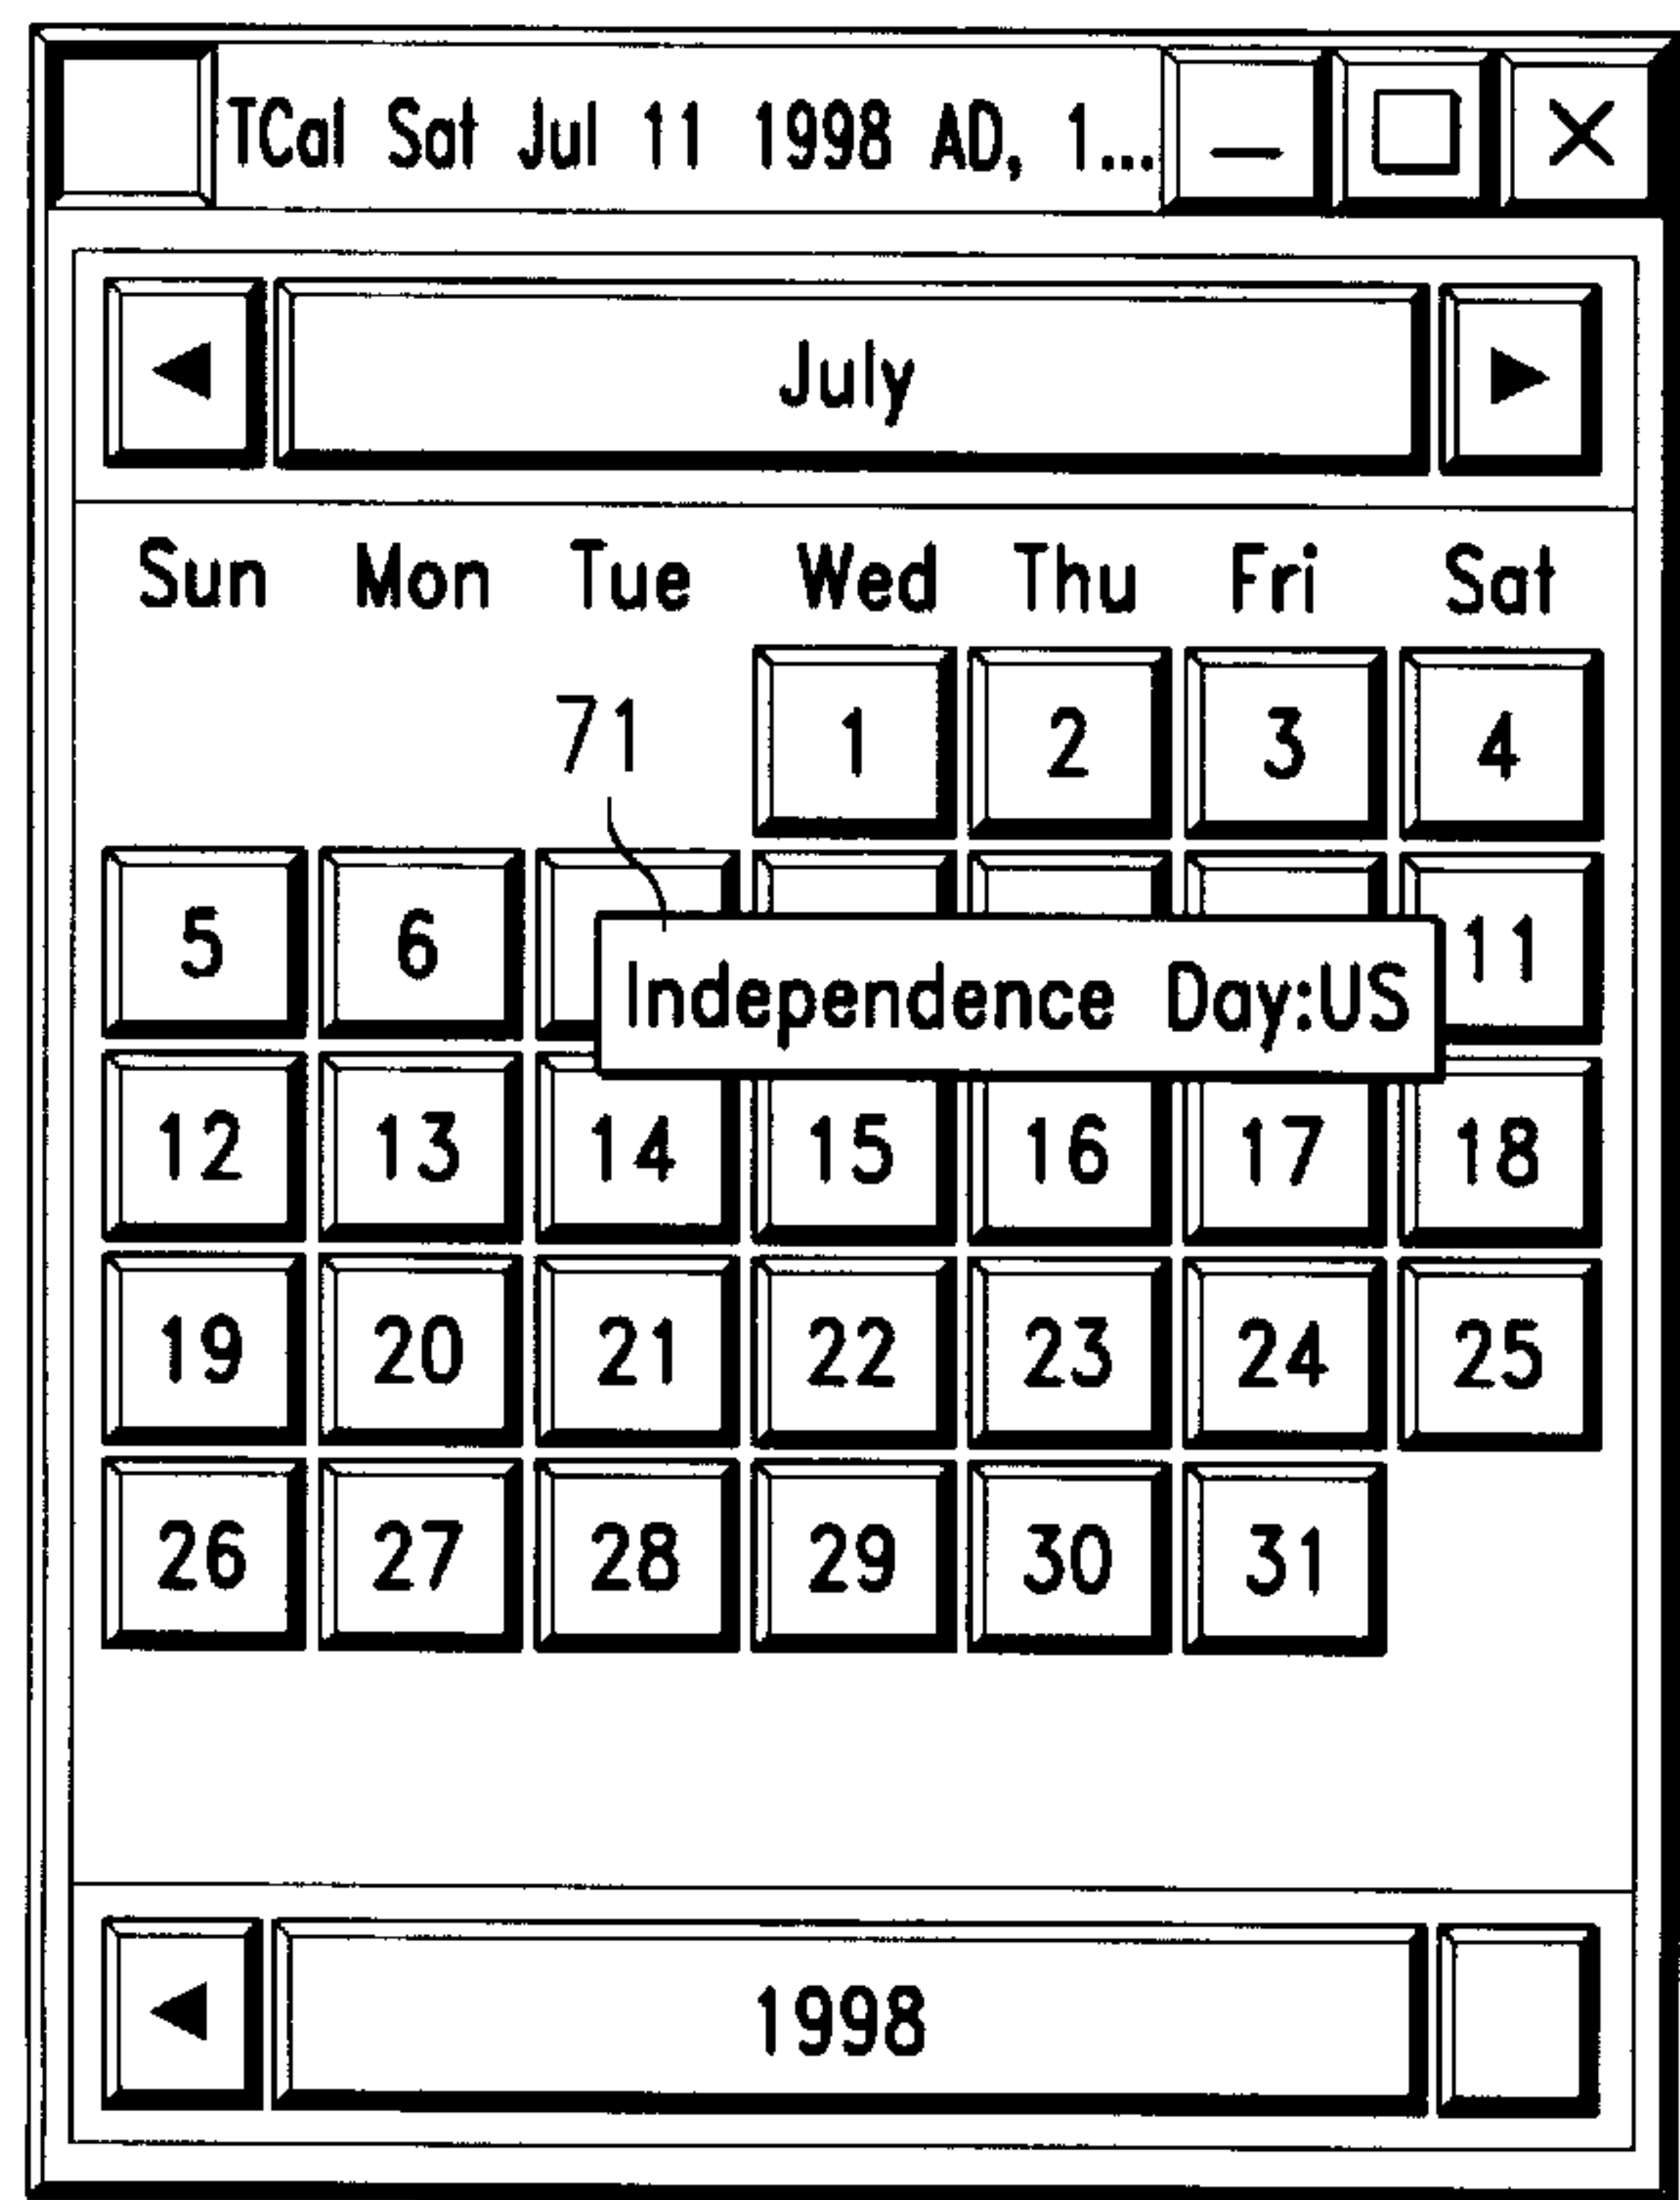 TCal Sat Jul 11 1998 AD, 1...
July
Sun Mon Tue Wed Thu Fri Sat
71 1 2 3 4
5 6 11
Independence Day:US
12 13 14 15 16 17 18
19 20 21 22 23 24 25
26 27 28 29 30 31
1998